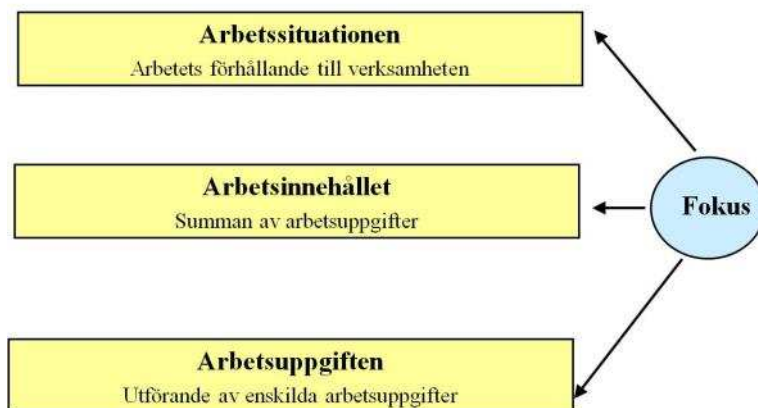 Arbetssituationen
Arbetets förhållande till verksamheten
Arbetsinnehållet
Summan av arbetsuppgifter
Fokus
Arbetsuppgiften
Utförande av enskilda arbetsuppgifter